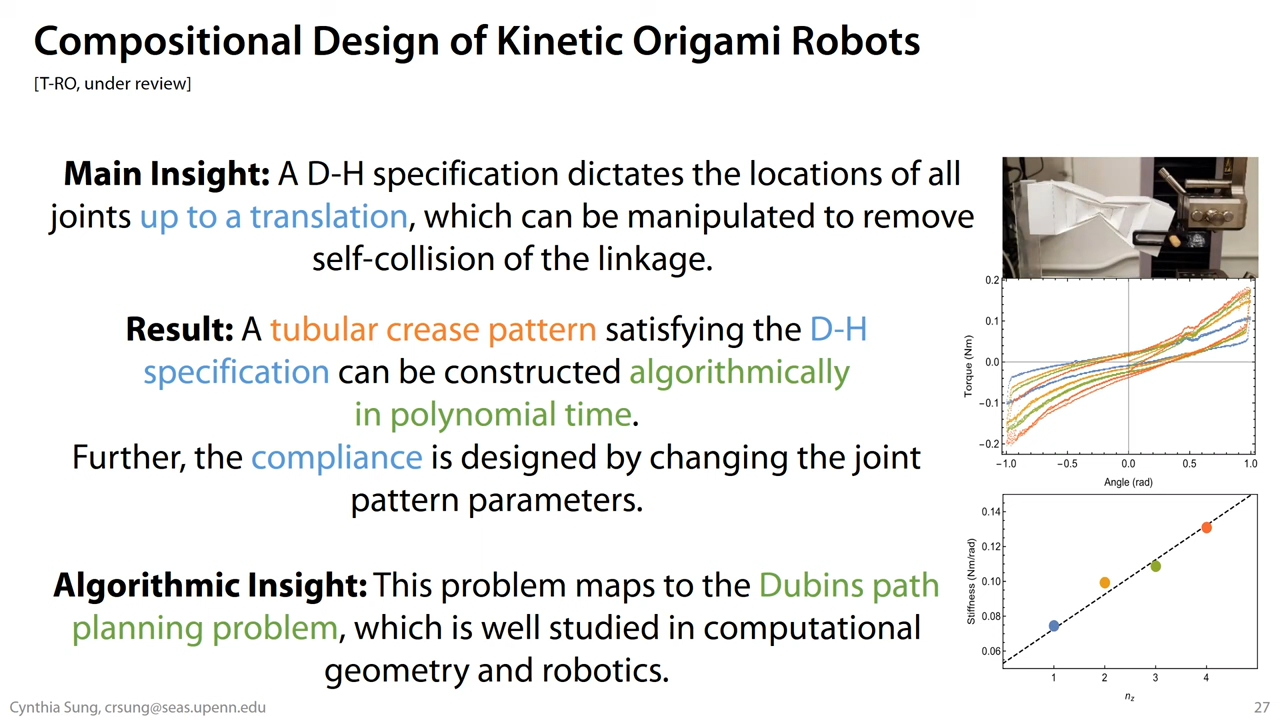 Compositional Design of Kinetic Origami Robots
[T-RO, under review]
Main Insight: A D-H specification dictates the locations of all
joints up to a translation, which can be manipulated to remove
self-collision of the linkage.
Result: A tubular crease pattern satisfying the D-H
specification can be constructed algorithmically
in polynomial time.
Further, the compliance is designed by changing the joint
pattern parameters.
Algorithmic Insight: This problem maps to the Dubins path
planning problem, which is well studied in computational
geometry and robotics.
0.2
0.1
0.0
−0.1
−0.2
Torque (Nm)
−1.0 −0.5 0.0 0.5 1.0
Angle (rad)
0.14
0.12
0.10
0.08
0.06
Stiffness (Nm/rad)
1 2 3 4
n_z
Cynthia Sung, crsung@seas.upenn.edu
27